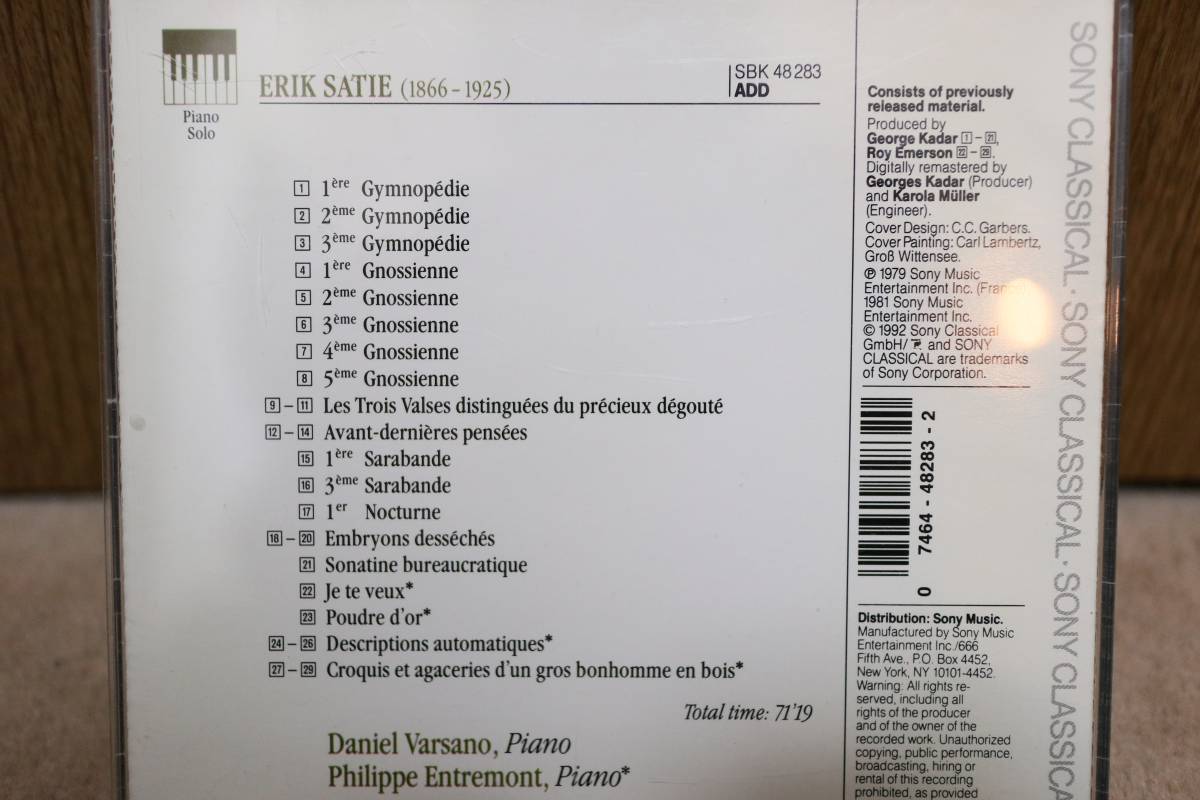 Piano
Solo
ERIK SATIE (1866–1925)
SBK 48283
ADD
1 1ère Gymnopédie
2 2ème Gymnopédie
3 3ème Gymnopédie
4 1ère Gnossienne
5 2ème Gnossienne
6 3ème Gnossienne
7 4ème Gnossienne
8 5ème Gnossienne
9 – 11 Les Trois Valses distinguées du précieux dégouté
12 – 14 Avant-dernières pensées
15 1ère Sarabande
16 3ème Sarabande
17 1er Nocturne
18 – 20 Embryons desséchés
21 Sonatine bureaucratique
22 Je te veux*
23 Poudre d'or*
24 – 26 Descriptions automatiques*
27 – 29 Croquis et agaceries d'un gros bonhomme en bois*
Total time: 71'19
Daniel Varsano, Piano
Philippe Entremont, Piano*
Consists of previously
released material.
Produced by
George Kadar 1 – 21,
Roy Emerson 22 – 29.
Digitally remastered by
Georges Kadar (Producer)
and Karola Müller
(Engineer).
Cover Design: C.C. Garbers.
Cover Painting: Carl Lambertz,
Groß Wittensee.
℗ 1979 Sony Music
Entertainment Inc. (France)
1981 Sony Music
Entertainment Inc.
© 1992 Sony Classical
GmbH/ and SONY
CLASSICAL are trademarks
of Sony Corporation.
0 7464-48283-2
Distribution: Sony Music.
Manufactured by Sony Music
Entertainment Inc./666
Fifth Ave., P.O. Box 4452,
New York, NY 10101-4452.
Warning: All rights re-
served, including all
rights of the producer
and of the owner of the
recorded work. Unauthorized
copying, public performance,
broadcasting, hiring or
rental of this recording
prohibited, as provided
SONY CLASSICAL · SONY CLASSICAL · SONY CLASSICA